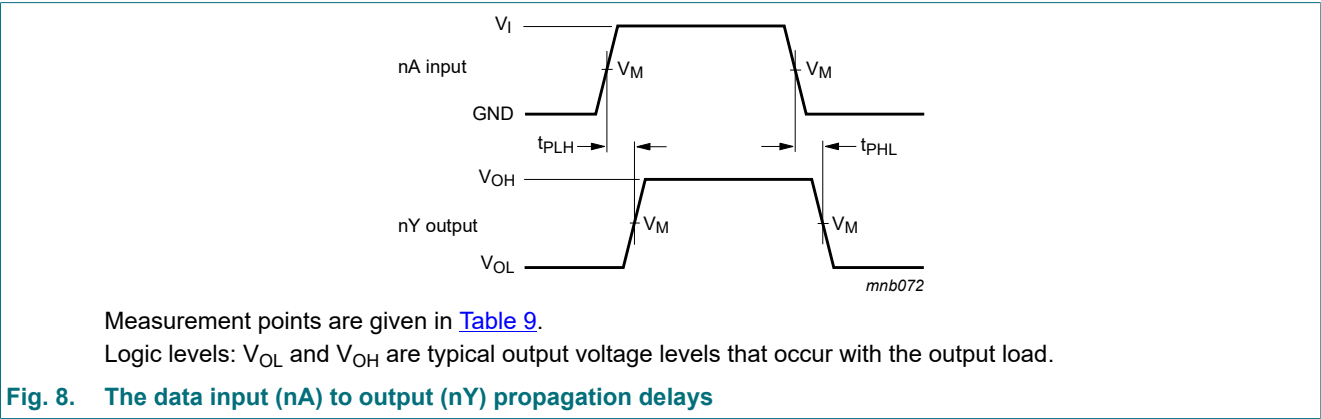 VI
nA input
VM
VM
GND
tPLH
tPHL
VOH
nY output
VM
VM
VOL
mnb072
Measurement points are given in Table 9.
Logic levels: VOL and VOH are typical output voltage levels that occur with the output load.
Fig. 8. The data input (nA) to output (nY) propagation delays